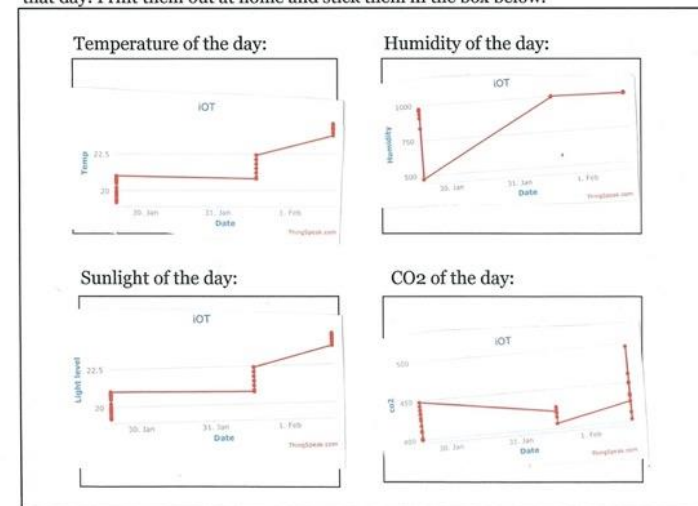 that day. Print them out at home and stick them in the box below.
Temperature of the day:
iOT
Temp
22.5
20
30. Jan
31. Jan
1. Feb
Date
ThingSpeak.com
Humidity of the day:
iOT
Humidity
1000
750
500
30. Jan
31. Jan
1. Feb
Date
ThingSpeak.com
Sunlight of the day:
iOT
Light level
22.5
20
30. Jan
31. Jan
1. Feb
Date
ThingSpeak.com
CO2 of the day:
iOT
co2
500
450
400
30. Jan
31. Jan
1. Feb
Date
ThingSpeak.com